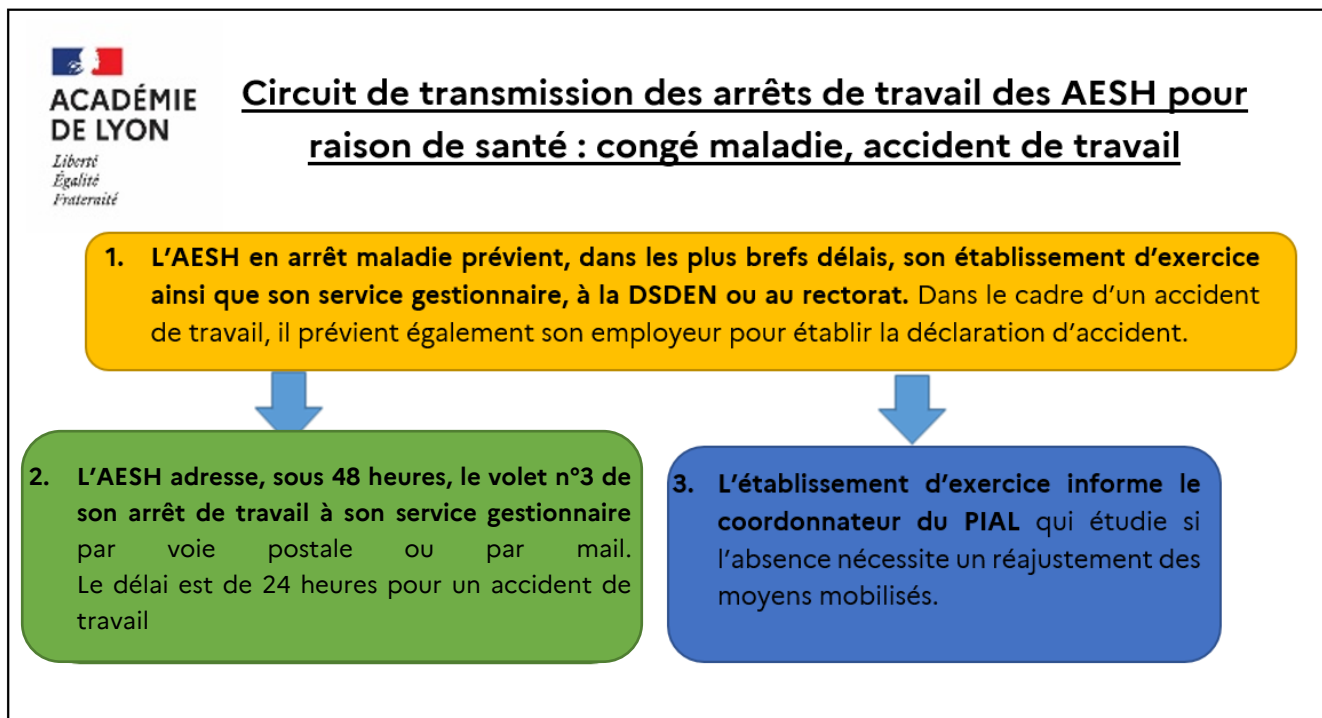 ACADÉMIE
DE LYON
Liberté
Égalité
Fraternité
Circuit de transmission des arrêts de travail des AESH pour
raison de santé : congé maladie, accident de travail
1. L'AESH en arrêt maladie prévient, dans les plus brefs délais, son établissement d'exercice
ainsi que son service gestionnaire, à la DSDEN ou au rectorat. Dans le cadre d'un accident
de travail, il prévient également son employeur pour établir la déclaration d'accident.
2. L'AESH adresse, sous 48 heures, le volet n°3 de
son arrêt de travail à son service gestionnaire
par voie postale ou par mail.
Le délai est de 24 heures pour un accident de
travail
3. L'établissement d'exercice informe le
coordonnateur du PIAL qui étudie si
l'absence nécessite un réajustement des
moyens mobilisés.